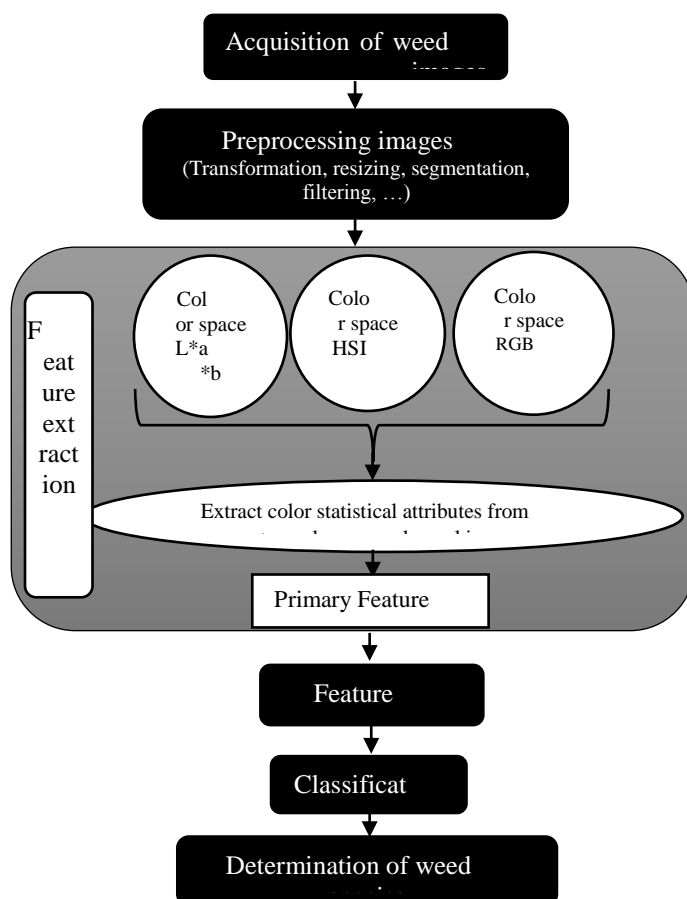 Acquisition of weed
images
Preprocessing images
(Transformation, resizing, segmentation,
filtering, …)
F
eat
ure
ext
ract
ion
Col
or space
L*a
*b
Colo
r space
HSI
Colo
r space
RGB
Extract color statistical attributes from
Primary Feature
Feature
Classificat
Determination of weed